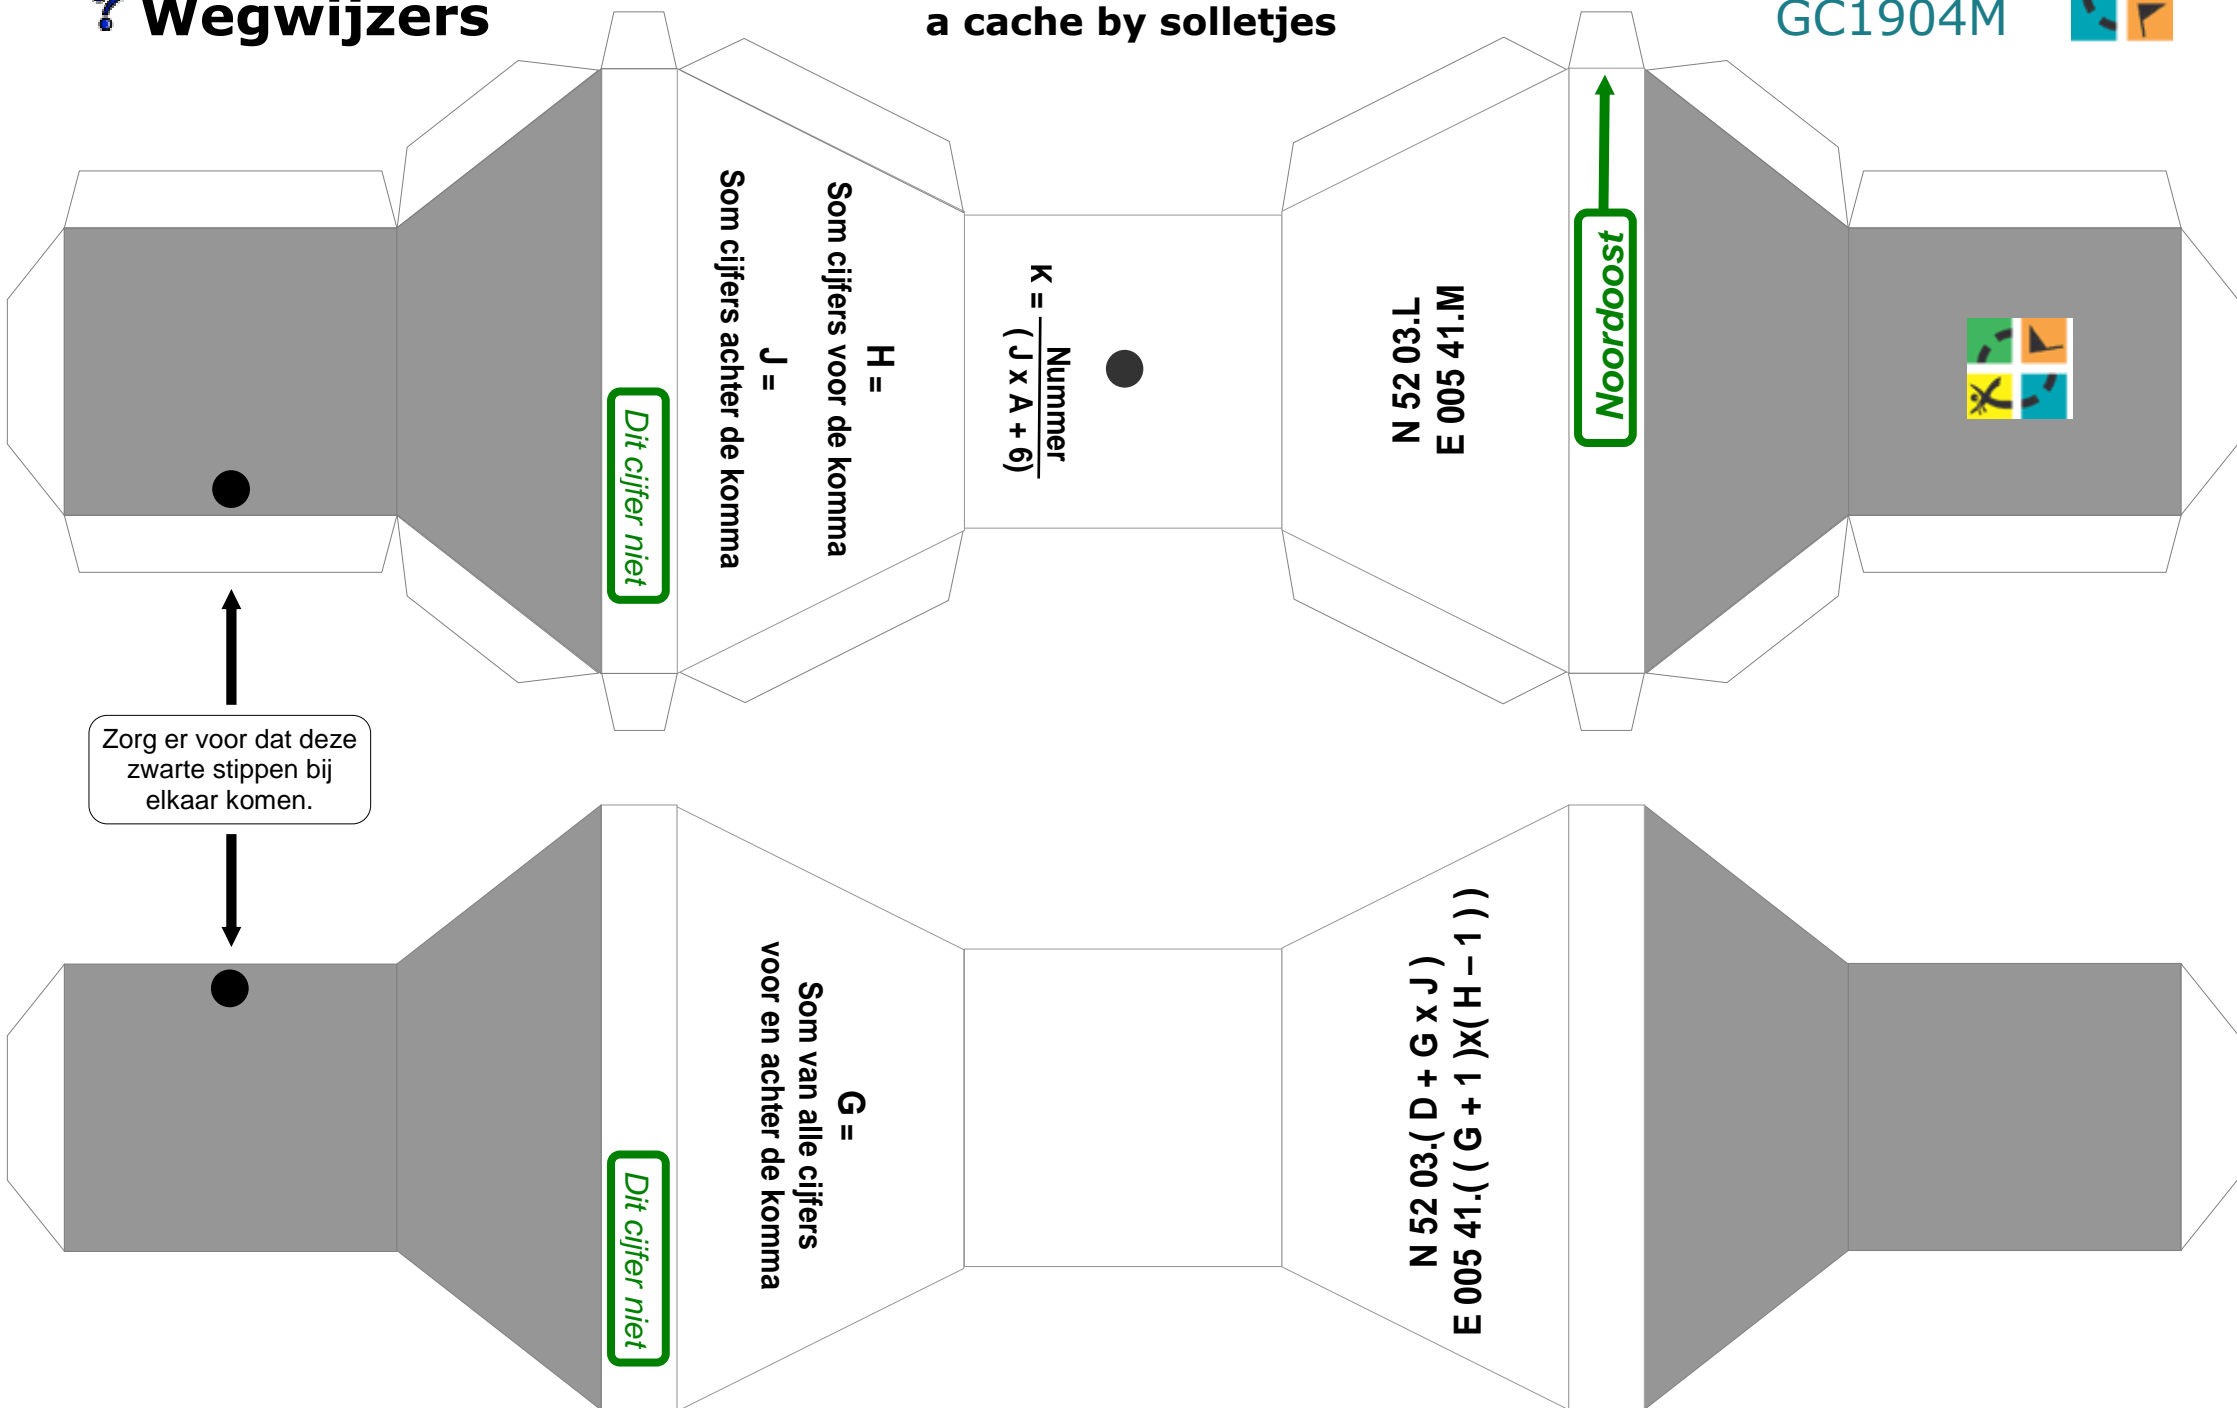 ? Wegwijzers
a cache by solletjes
GC1904M
H =
Som cijfers voor de komma
J =
Som cijfers achter de komma
Dit cijfer niet
Nummer
K =
( J x A + 6)
N 52 03.L
E 005 41.M
Noordoost
Zorg er voor dat deze
zwarte stippen bij
elkaar komen.
G =
Som van alle cijfers
voor en achter de komma
Dit cijfer niet
N 52 03.( D + G x J )
E 005 41.( ( G + 1 )x( H – 1 ) )